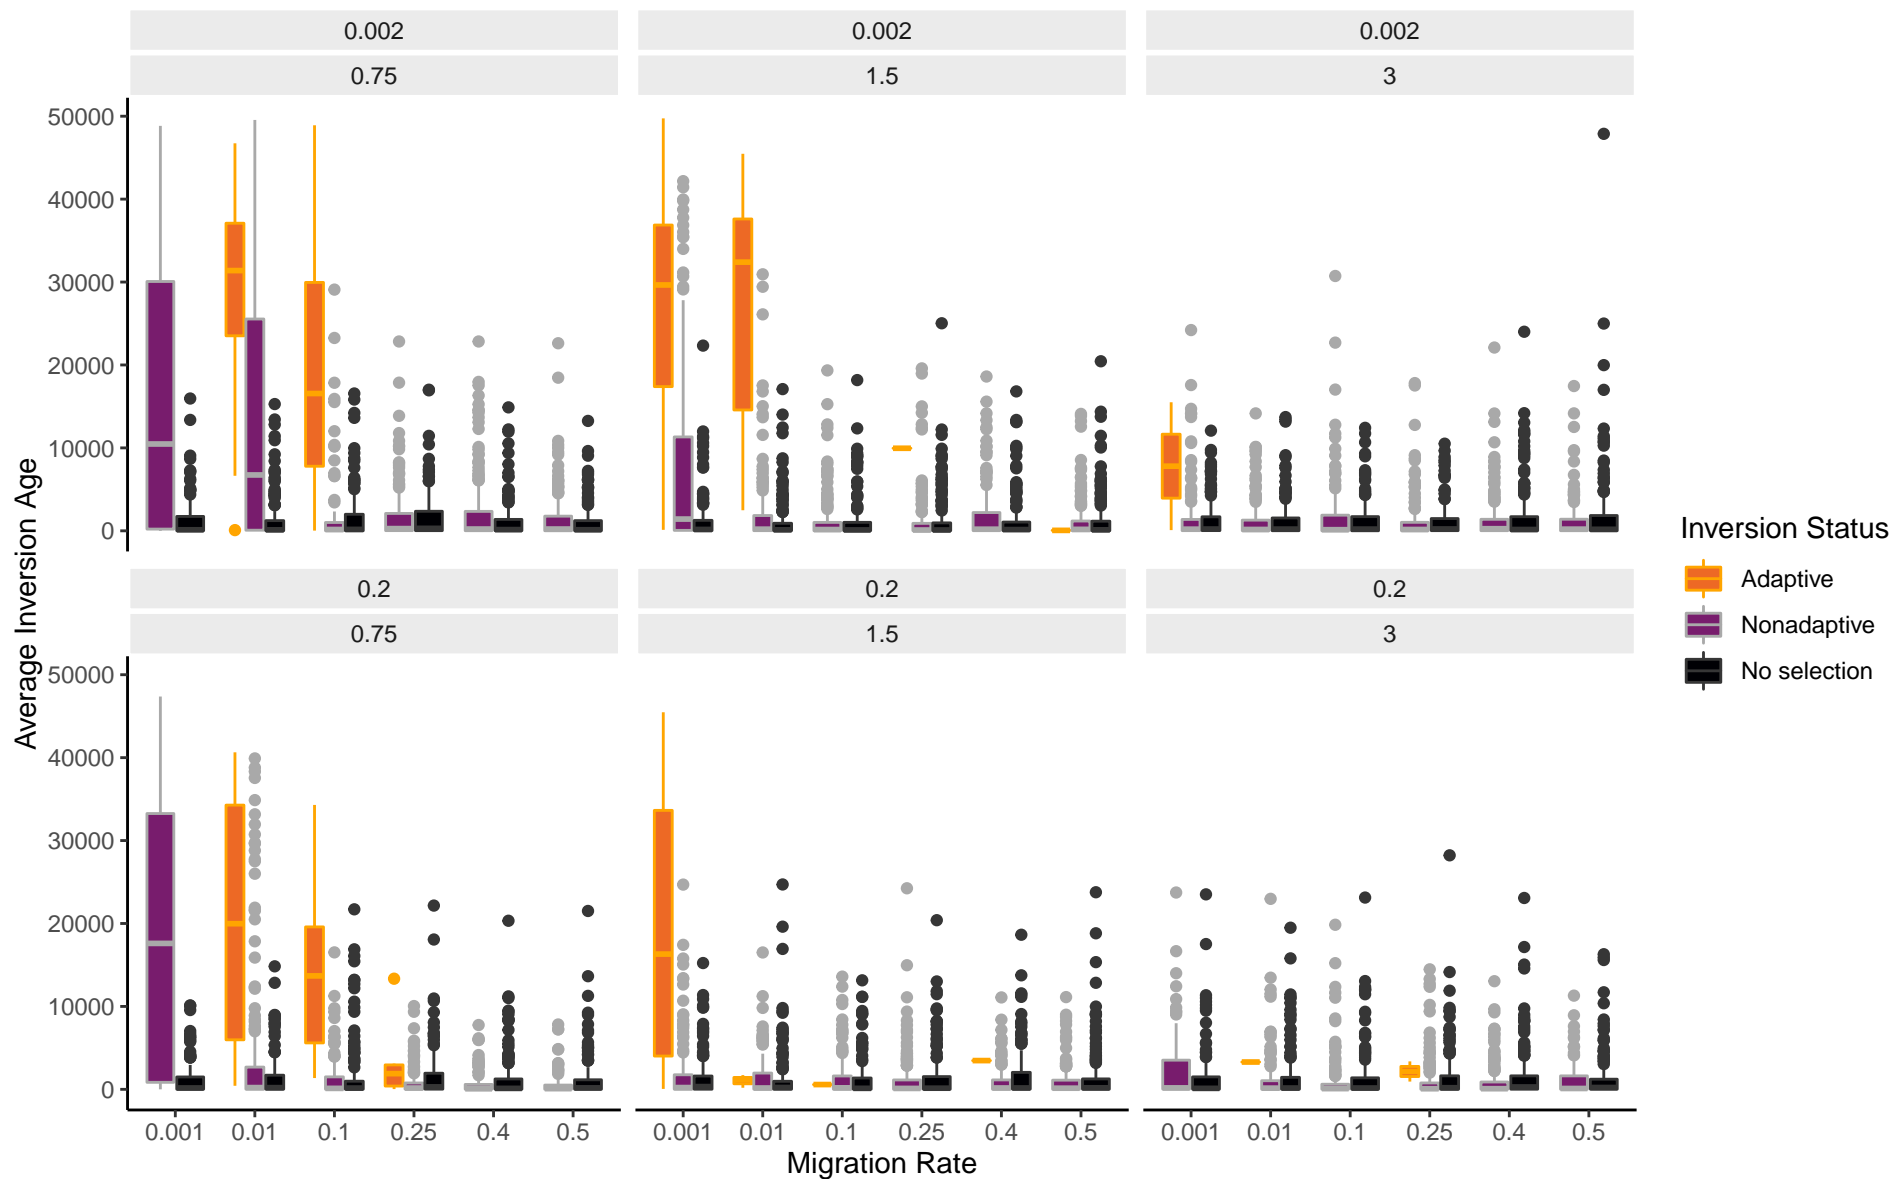 0.002 0.002 0.002
0.75 1.5 3
50000
40000
30000
20000
10000
0
0.2 0.2 0.2
0.75 1.5 3
50000
40000
30000
20000
10000
0
0.001 0.01 0.1 0.25 0.4 0.5 0.001 0.01 0.1 0.25 0.4 0.5 0.001 0.01 0.1 0.25 0.4 0.5
Migration Rate
Average Inversion Age
Inversion Status
Adaptive
Nonadaptive
No selection